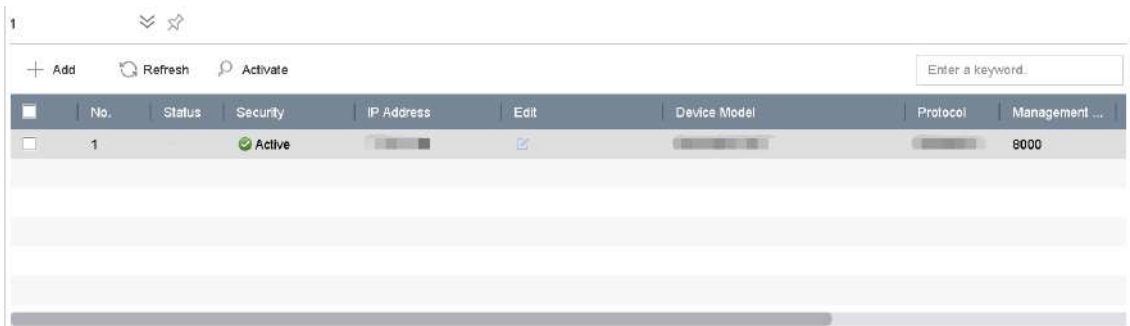 1
Add Refresh Activate Enter a keyword.
No. Status Security IP Address Edit Device Model Protocol Management ...
1 Active 8000